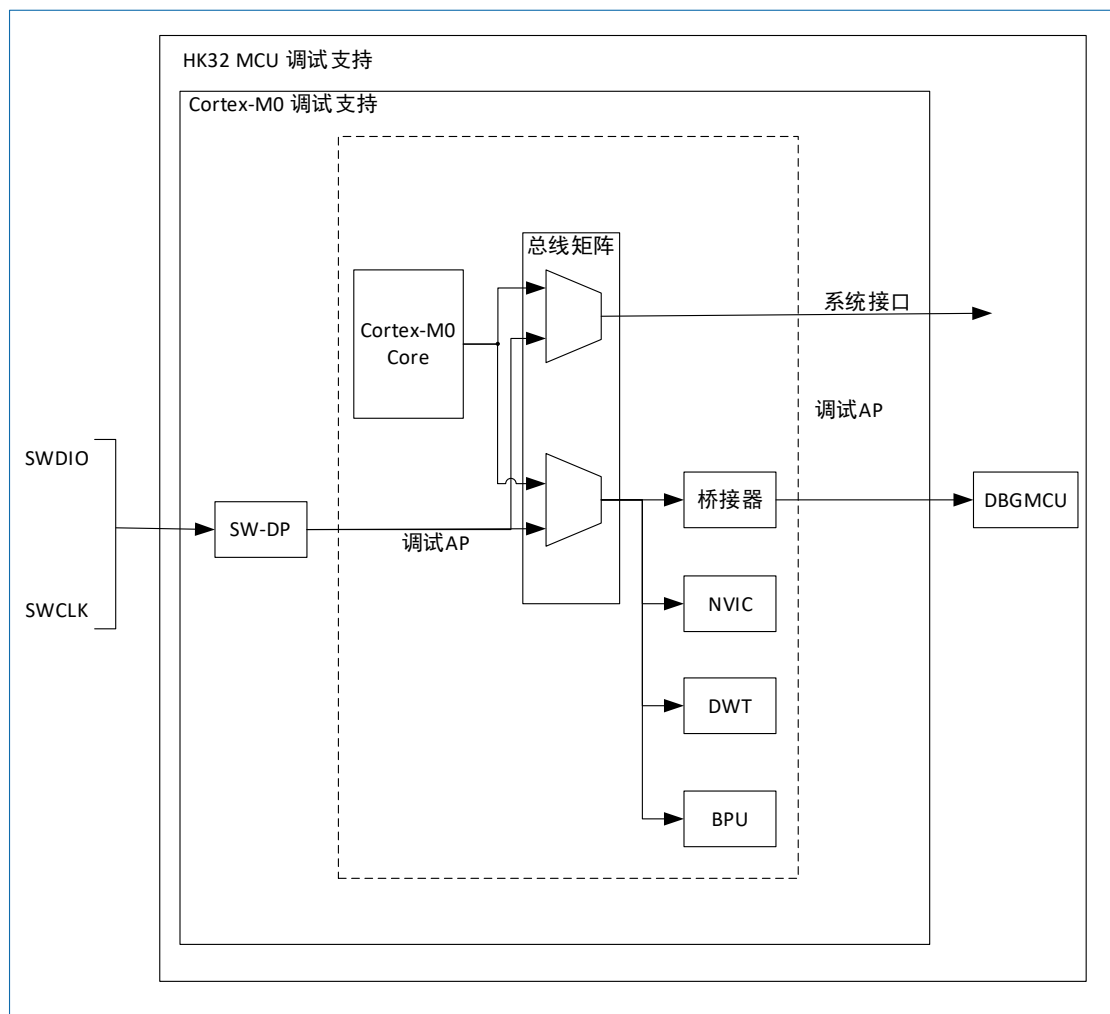 HK32 MCU 调试支持
Cortex-M0 调试支持
总线矩阵
Cortex-M0
Core
系统接口
调试AP
SWDIO
SWCLK
SW-DP
调试AP
桥接器
DBGMCU
NVIC
DWT
BPU